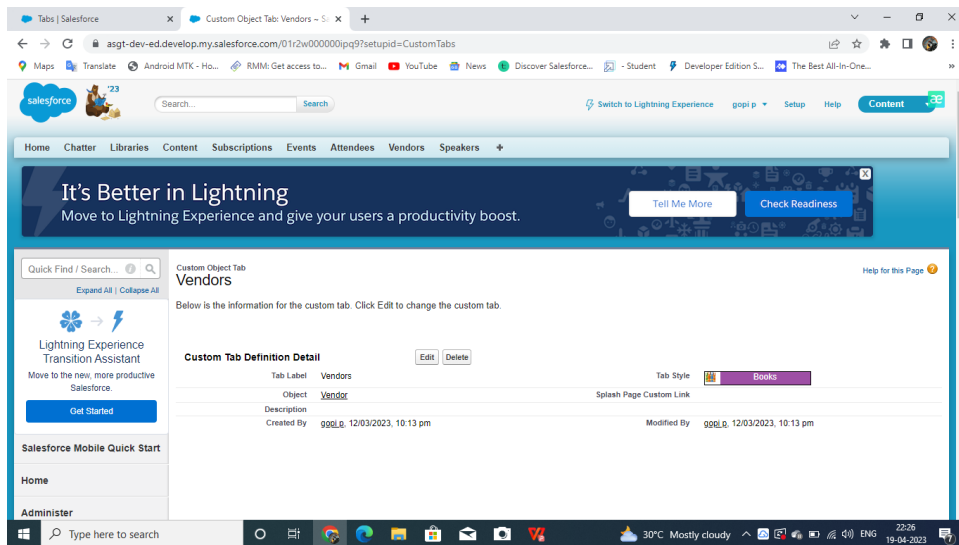 Tabs | Salesforce
Custom Object Tab: Vendors ~ Sa
asgt-dev-ed.develop.my.salesforce.com/01r2w000000ipq9?setupid=CustomTabs
Maps Translate Android MTK - Ho... RMM: Get access to... Gmail YouTube News Discover Salesforce... - Student Developer Edition S... The Best All-In-One... »
salesforce '23 Search... Search Switch to Lightning Experience gopi p Setup Help Content æ
Home Chatter Libraries Content Subscriptions Events Attendees Vendors Speakers +
It's Better in Lightning
Move to Lightning Experience and give your users a productivity boost.
Tell Me More Check Readiness X
Quick Find / Search...
Expand All | Collapse All
Lightning Experience
Transition Assistant
Move to the new, more productive
Salesforce.
Get Started
Salesforce Mobile Quick Start
Home
Administer
Custom Object Tab
Vendors
Help for this Page ?
Below is the information for the custom tab. Click Edit to change the custom tab.
Custom Tab Definition Detail Edit Delete
Tab Label Vendors Tab Style Books
Object Vendor Splash Page Custom Link
Description
Created By gopi p, 12/03/2023, 10:13 pm Modified By gopi p, 12/03/2023, 10:13 pm
Type here to search 30°C Mostly cloudy ENG 22:26
19-04-2023